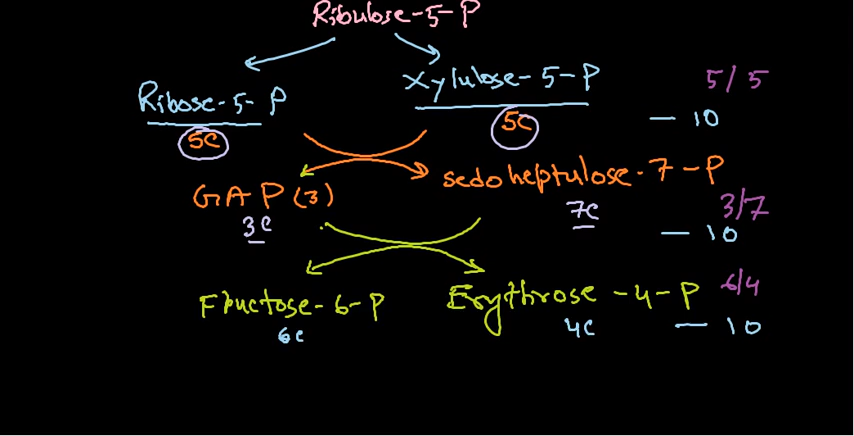 Ribulose-5-P
Ribose-5-P Xylulose-5-P 5/5
5C 5C — 10
GAP (3) sedoheptulose-7-P
3C 7C 3/7
— 10
Fructose-6-P Erythrose-4-P 6/4
6C 4C — 10